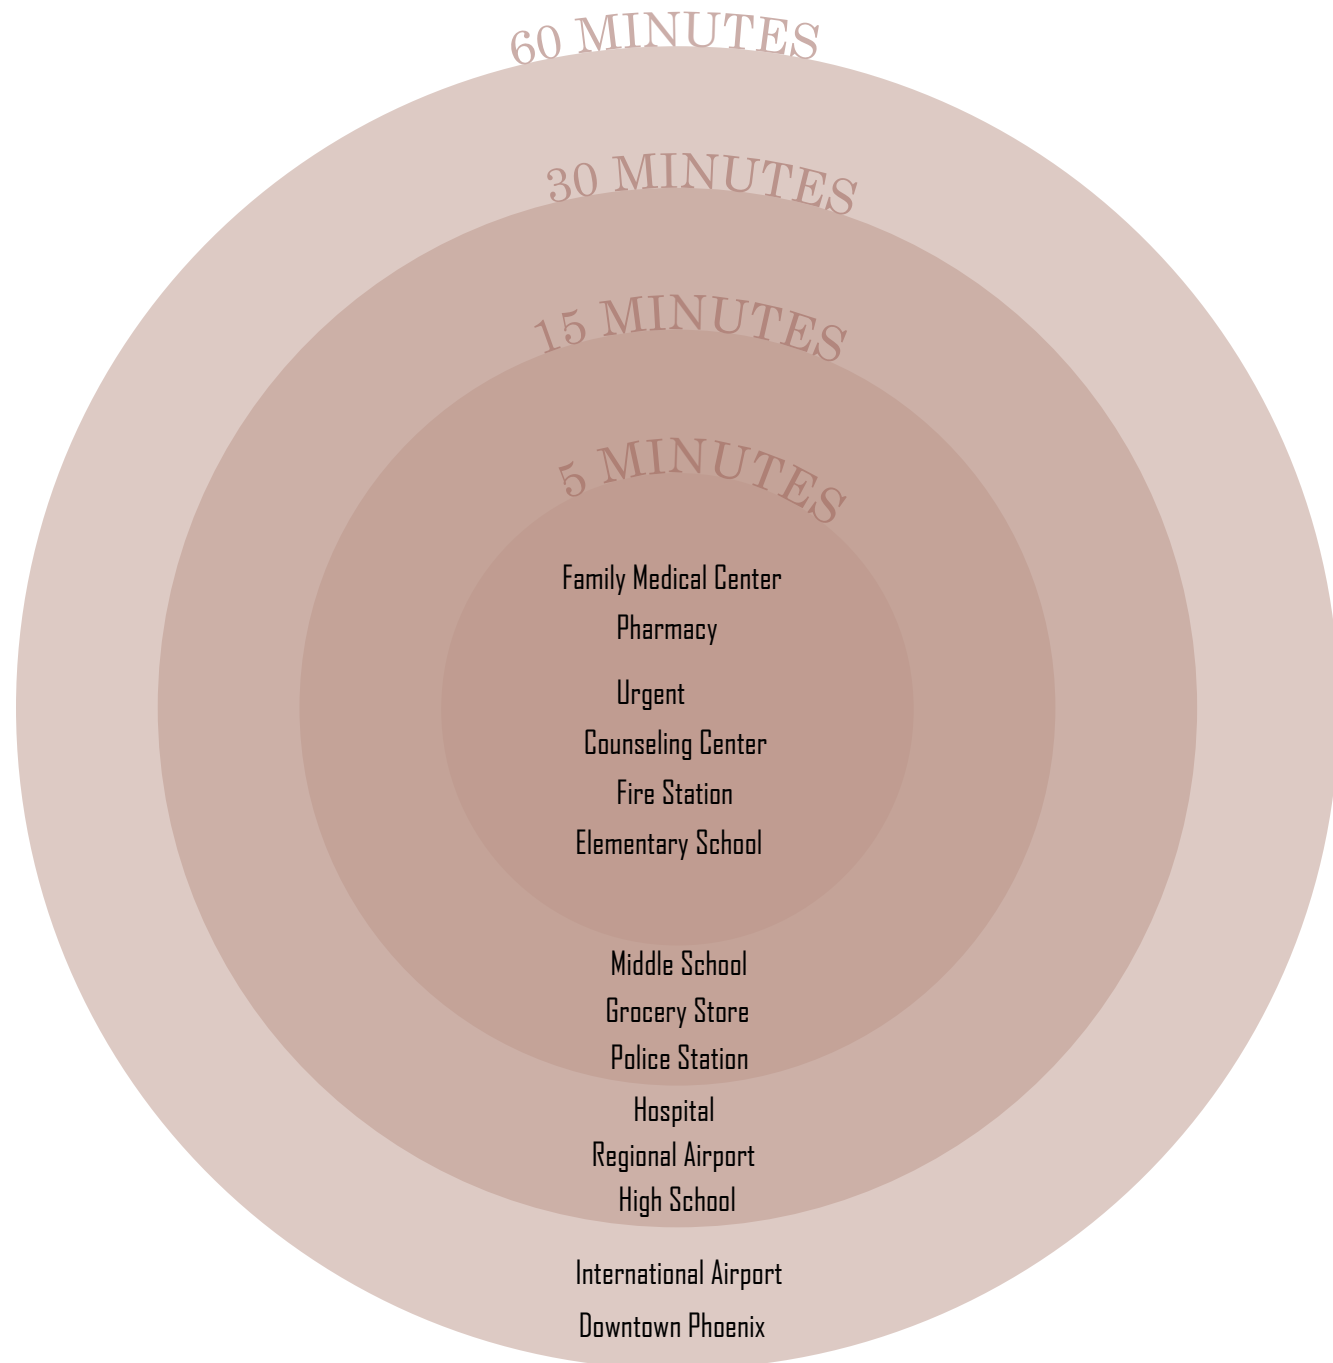 60 MINUTES
30 MINUTES
15 MINUTES
5 MINUTES
Family Medical Center
Pharmacy
Urgent
Counseling Center
Fire Station
Elementary School
Middle School
Grocery Store
Police Station
Hospital
Regional Airport
High School
International Airport
Downtown Phoenix